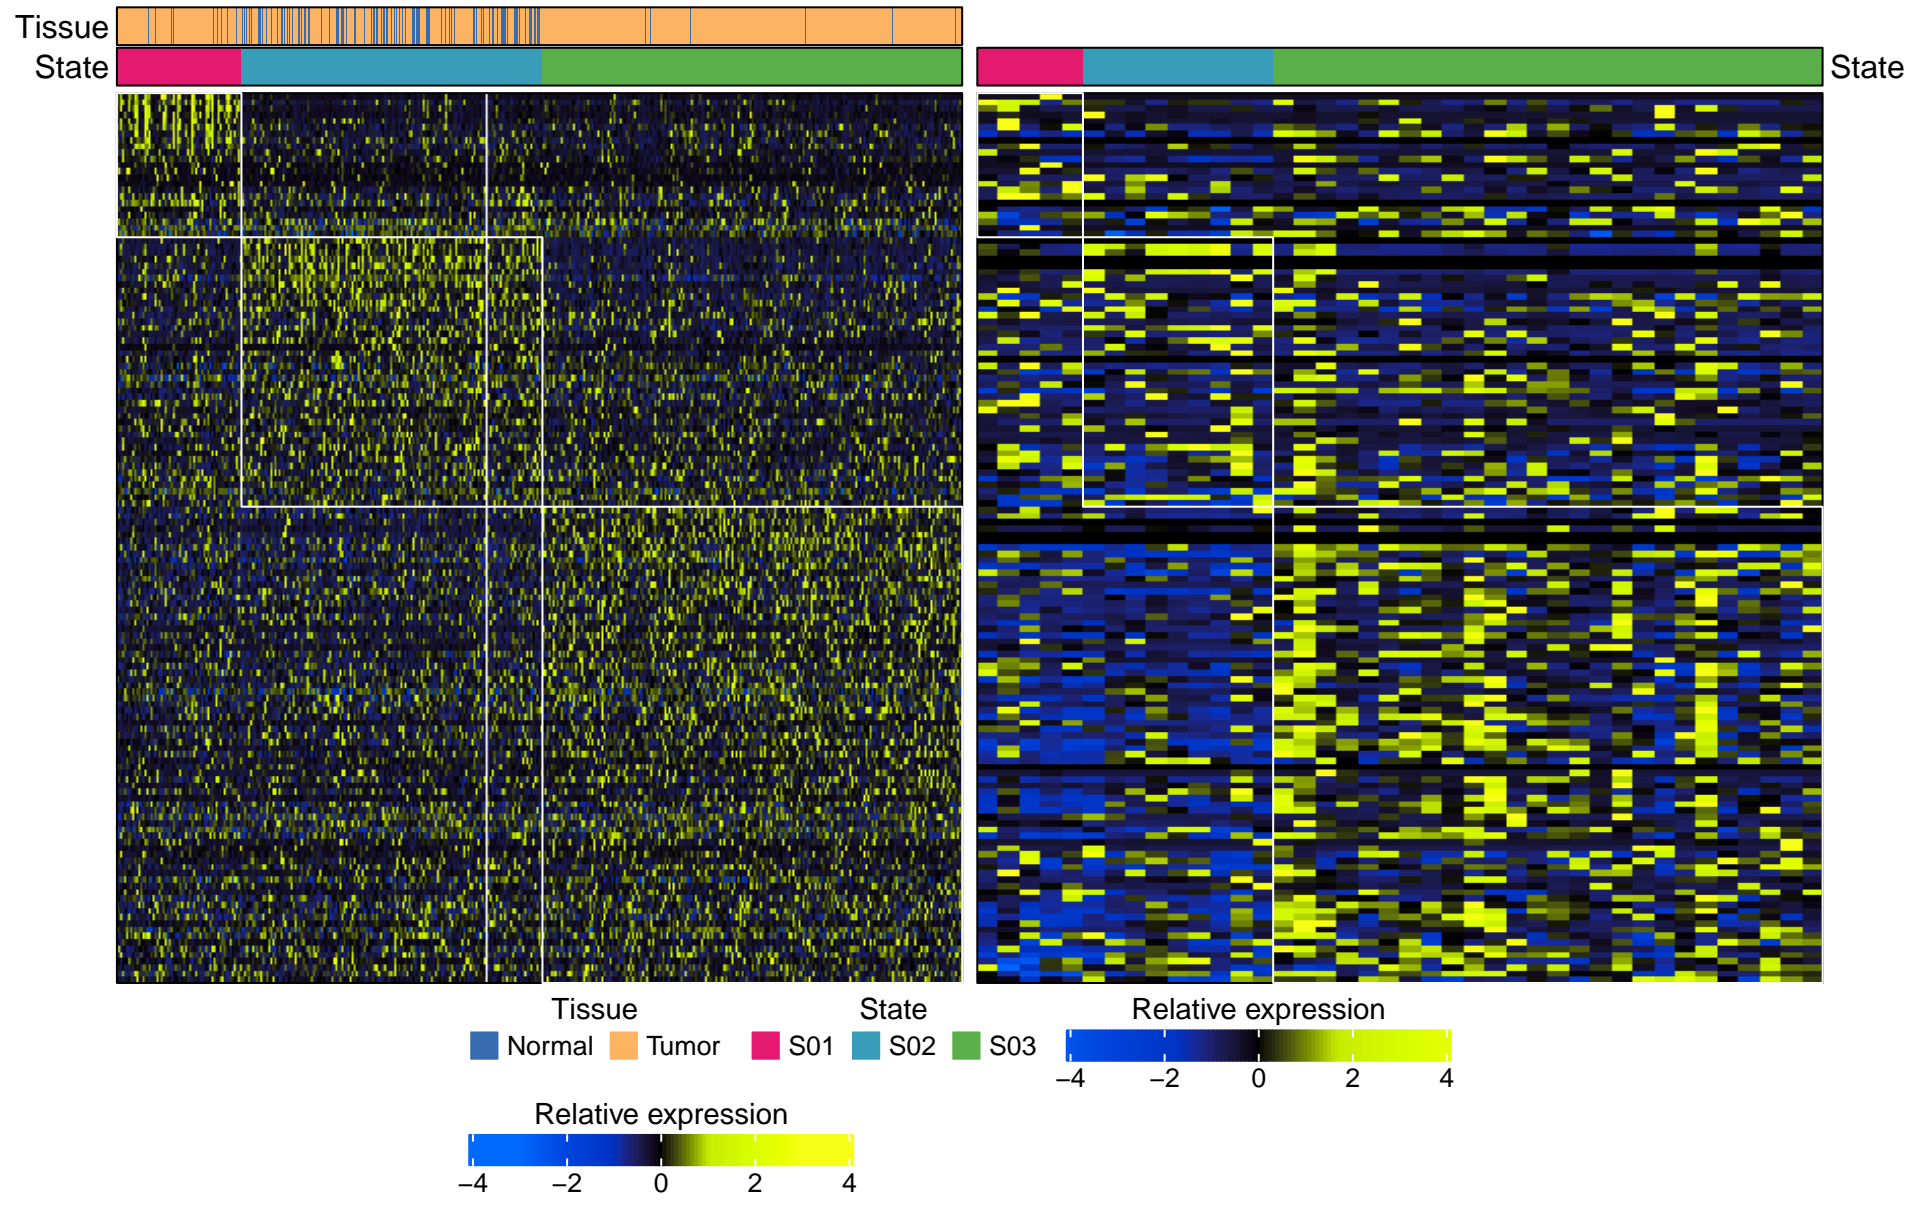 Tissue
State
State
Tissue
Normal Tumor
State
S01 S02 S03
Relative expression
−4 −2 0 2 4
Relative expression
−4 −2 0 2 4